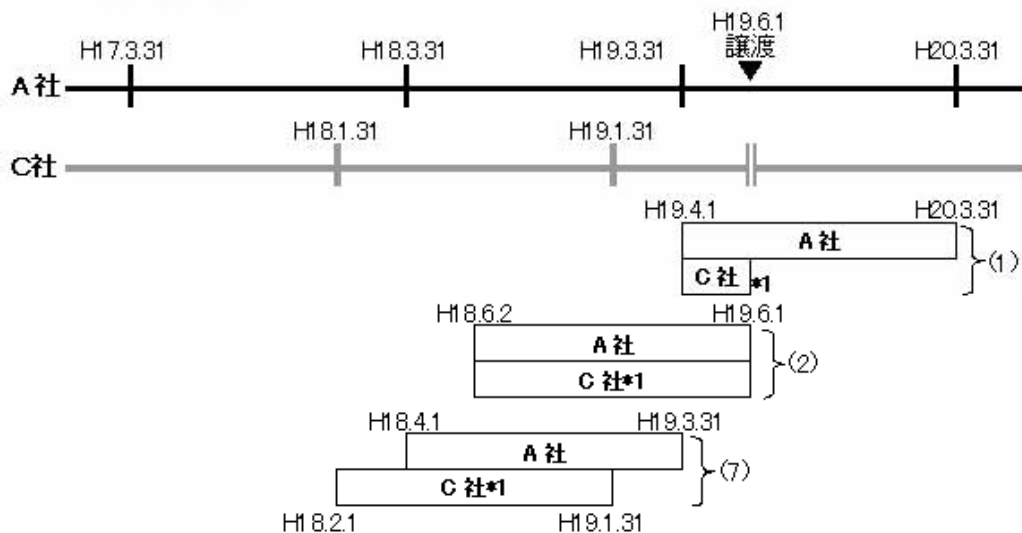 H19.6.1
譲渡
▼
H17.3.31 H18.3.31 H19.3.31 H20.3.31
A社
H18.1.31 H19.1.31
C社
H19.4.1 H20.3.31
A社
C社*1
(1)
H18.6.2 H19.6.1
A社
C社*1
(2)
H18.4.1 H19.3.31
A社
C社*1
(7)
H18.2.1 H19.1.31